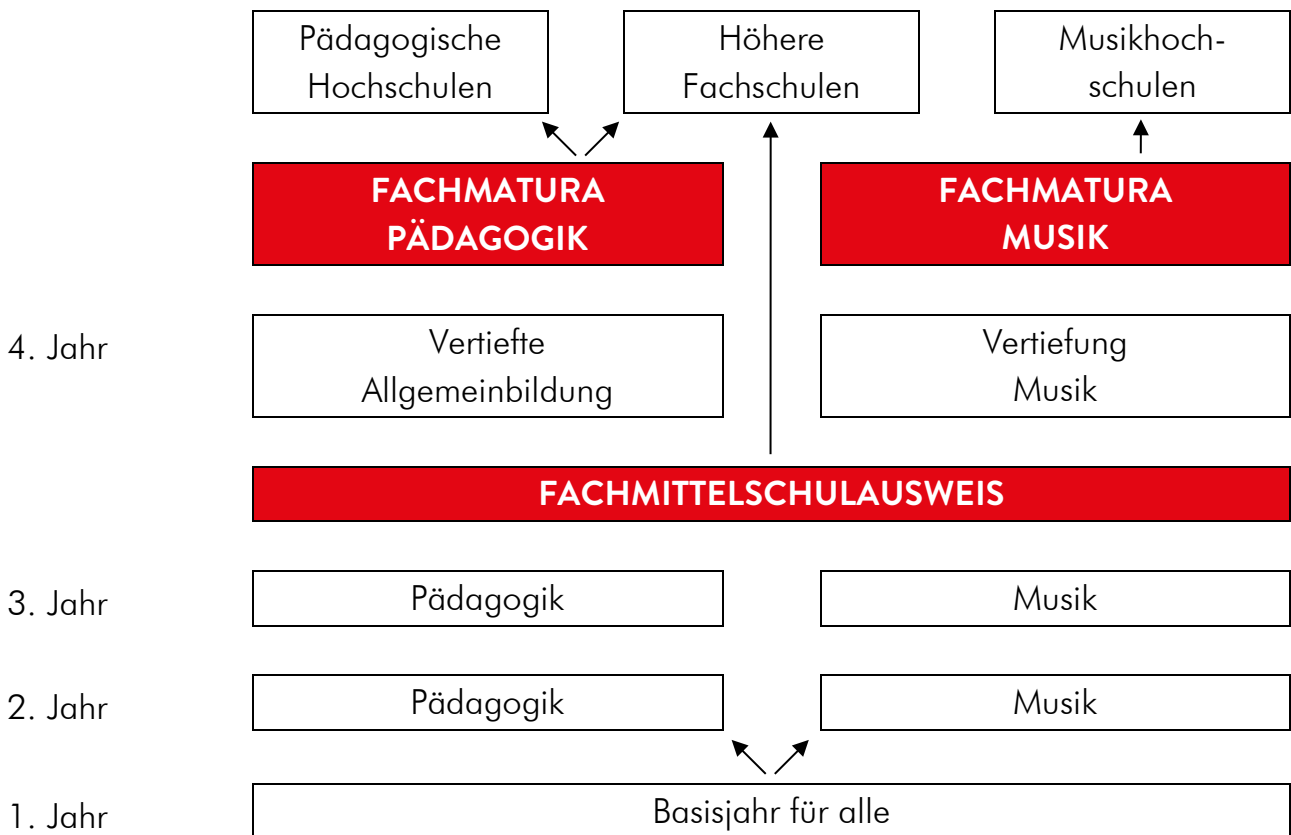 Pädagogische
Hochschulen
Höhere
Fachschulen
Musikhoch-
schulen
FACHMATURA
PÄDAGOGIK
FACHMATURA
MUSIK
4. Jahr
Vertiefte
Allgemeinbildung
Vertiefung
Musik
FACHMITTELSCHULAUSWEIS
3. Jahr
Pädagogik
Musik
2. Jahr
Pädagogik
Musik
1. Jahr
Basisjahr für alle